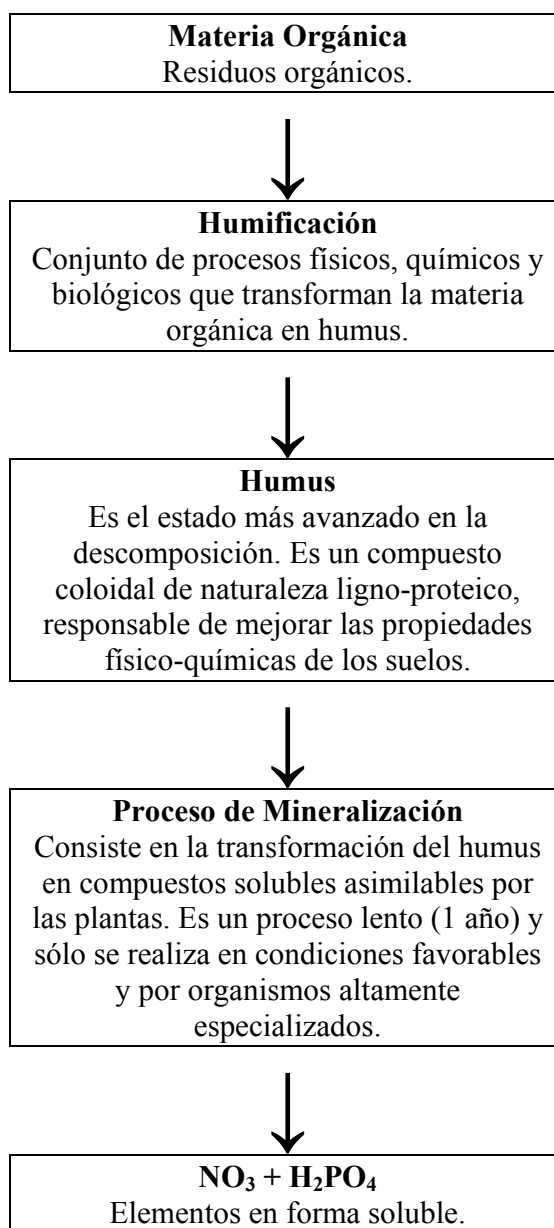 Materia Orgánica
Residuos orgánicos.
Humificación
Conjunto de procesos físicos, químicos y
biológicos que transforman la materia
orgánica en humus.
Humus
Es el estado más avanzado en la
descomposición. Es un compuesto
coloidal de naturaleza ligno-proteico,
responsable de mejorar las propiedades
físico-químicas de los suelos.
Proceso de Mineralización
Consiste en la transformación del humus
en compuestos solubles asimilables por
las plantas. Es un proceso lento (1 año) y
sólo se realiza en condiciones favorables
y por organismos altamente
especializados.
NO₃ + H₂PO₄
Elementos en forma soluble.